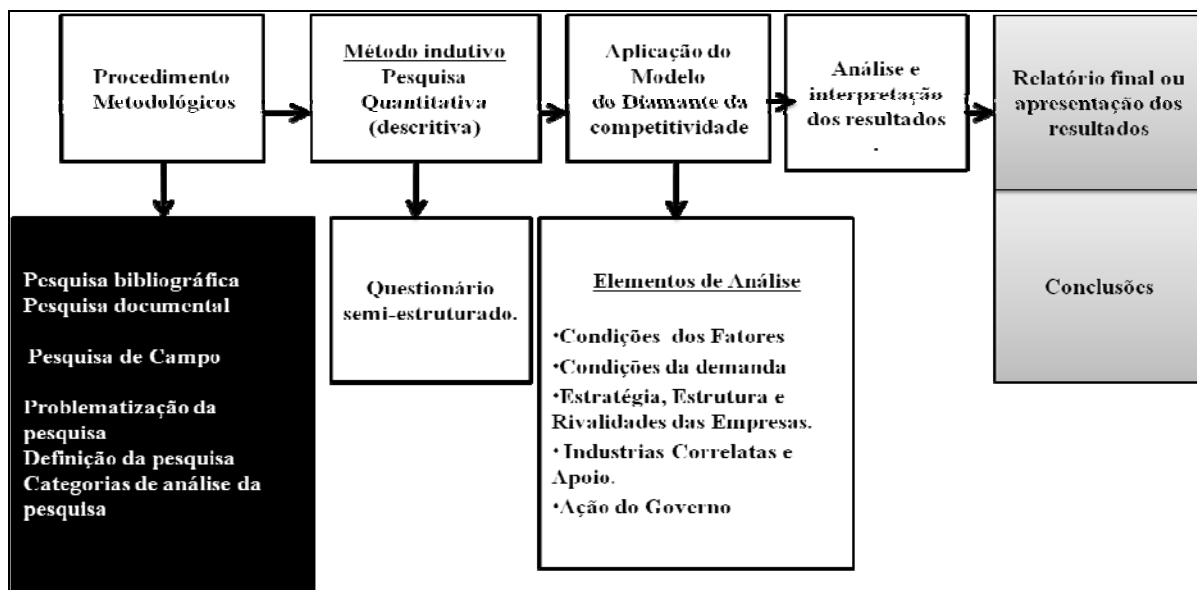 Procedimento
Metodológicos
Método indutivo
Pesquisa
Quantitativa
(descritiva)
Aplicação do
Modelo
do Diamante da
competitividade
Análise e
interpretação
dos resultados
.
Relatório final ou
apresentação dos
resultados
Pesquisa bibliográfica
Pesquisa documental
Pesquisa de Campo
Problematização da
pesquisa
Definição da pesquisa
Categorias de análise da
pesquisa
Questionário
semi-estruturado.
Elementos de Análise
•Condições dos Fatores
•Condições da demanda
•Estratégia, Estrutura e
Rivalidades das Empresas.
• Industrias Correlatas e
Apoio.
•Ação do Governo
Conclusões